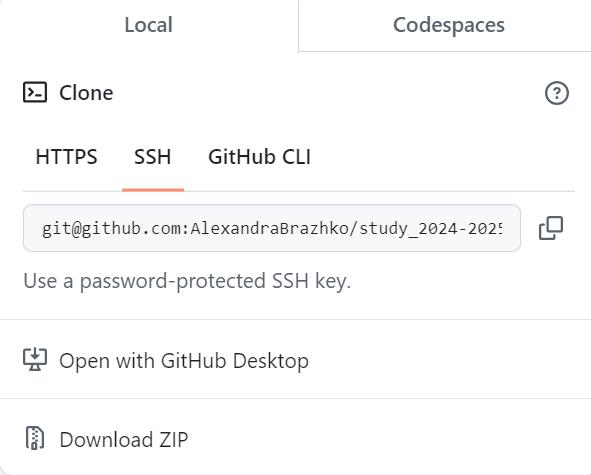 Local Codespaces
Clone
HTTPS SSH GitHub CLI
git@github.com:AlexandraBrazhko/study_2024-2025
Use a password-protected SSH key.
Open with GitHub Desktop
Download ZIP